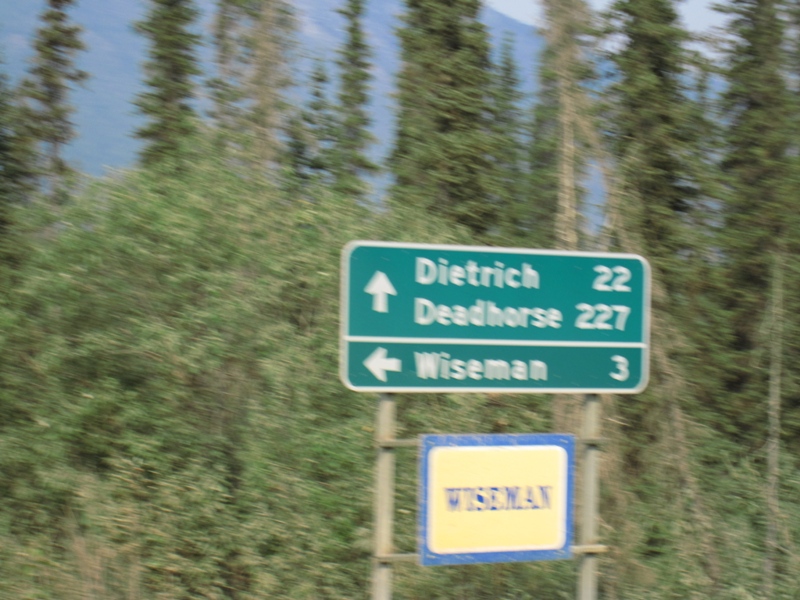 Dietrich 22
Deadhorse 227
Wiseman 3
WISEMAN